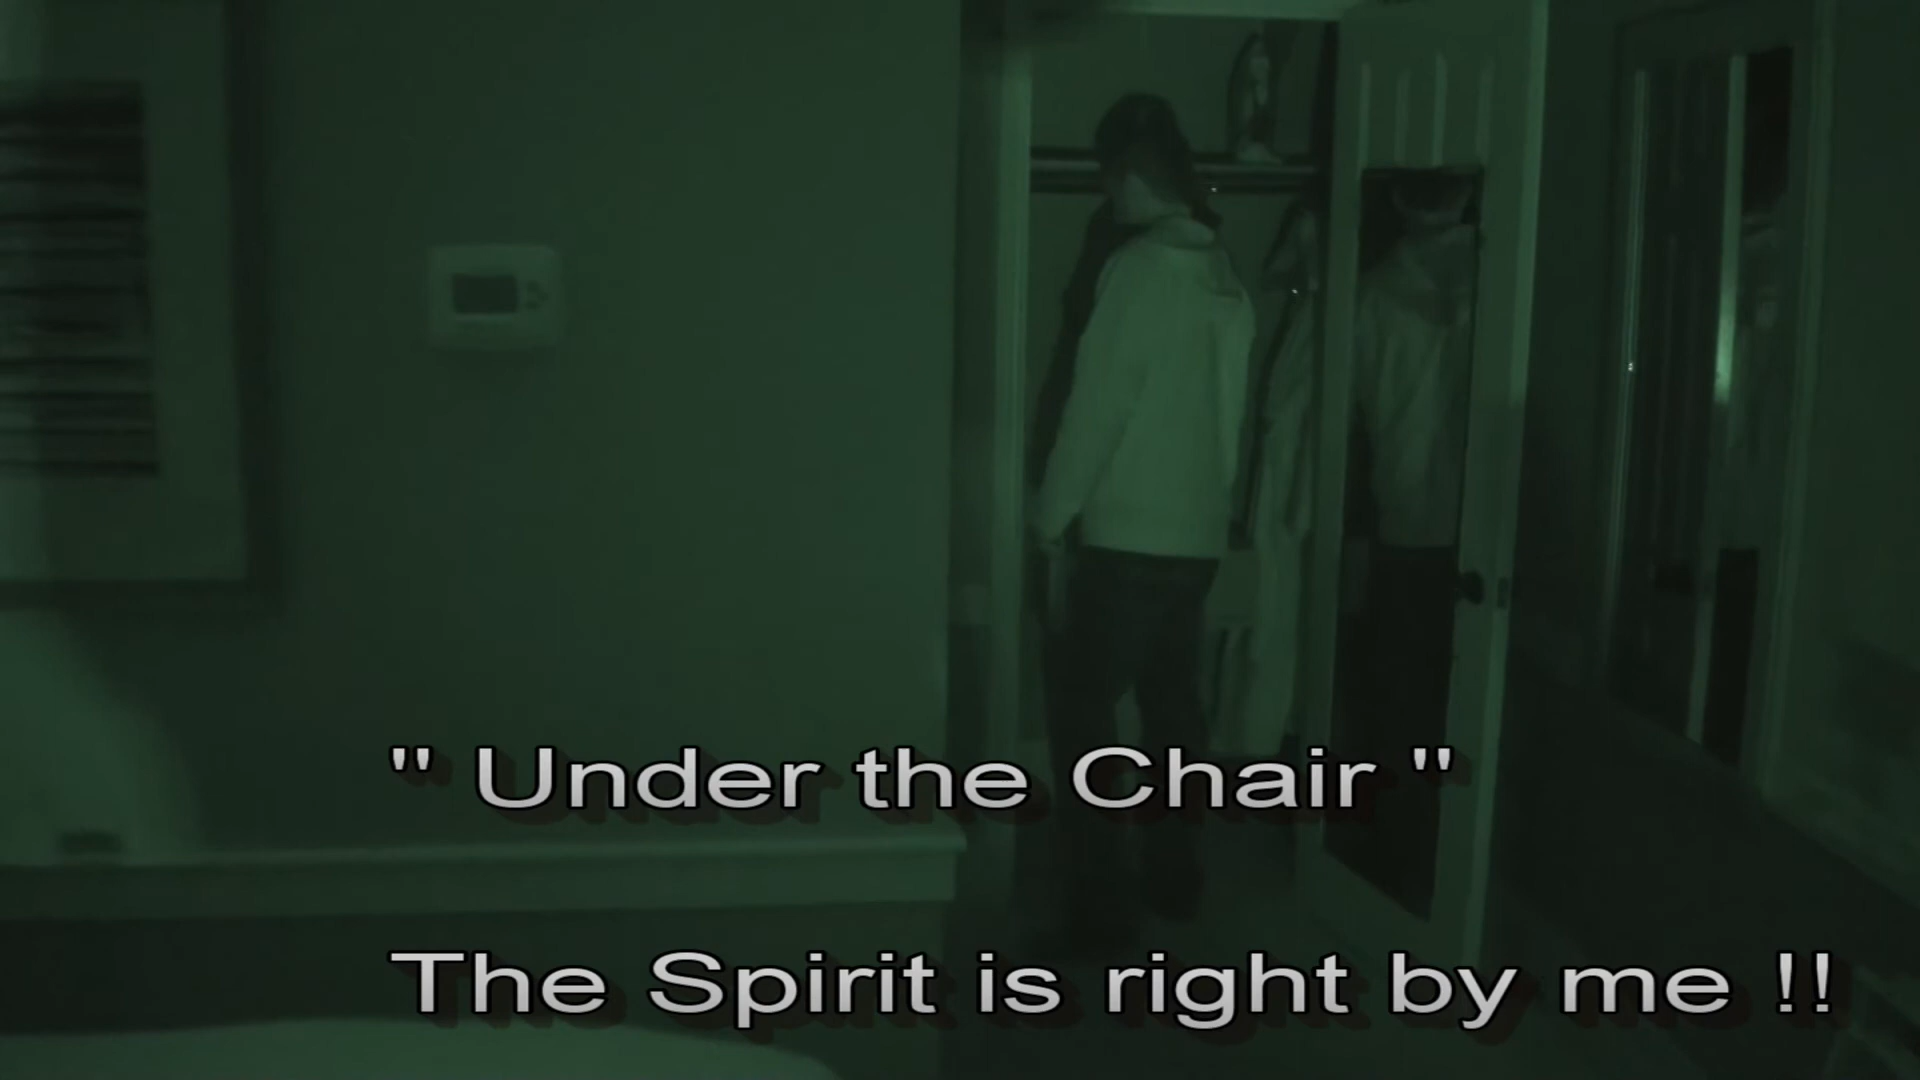 " Under the Chair "
The Spirit is right by me !!